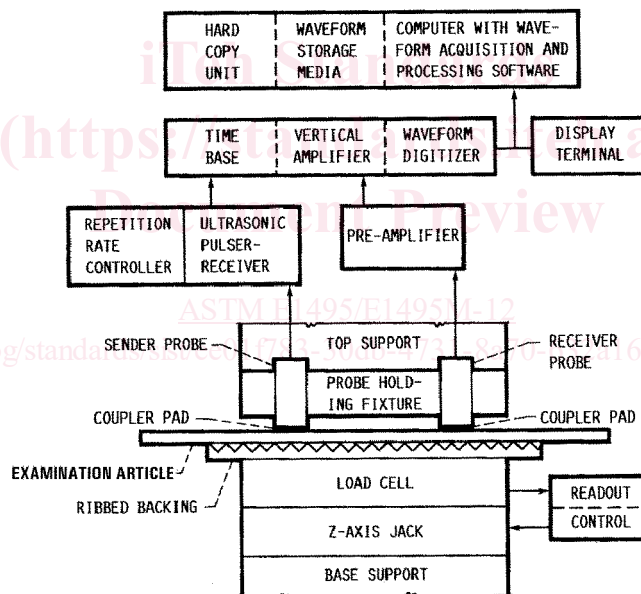 HARD COPY UNIT
WAVEFORM STORAGE MEDIA
COMPUTER WITH WAVE-
FORM ACQUISITION AND
PROCESSING SOFTWARE
TIME BASE
VERTICAL AMPLIFIER
WAVEFORM DIGITIZER
DISPLAY TERMINAL
REPETITION RATE CONTROLLER
ULTRASONIC PULSER-
RECEIVER
PRE-AMPLIFIER
ASTM E1495/E1495M-12
SENDER PROBE
TOP SUPPORT
RECEIVER PROBE
PROBE HOLD-
ING FIXTURE
COUPLER PAD
COUPLER PAD
EXAMINATION ARTICLE
RIBBED BACKING
LOAD CELL
READOUT
CONTROL
Z-AXIS JACK
BASE SUPPORT
Document Preview